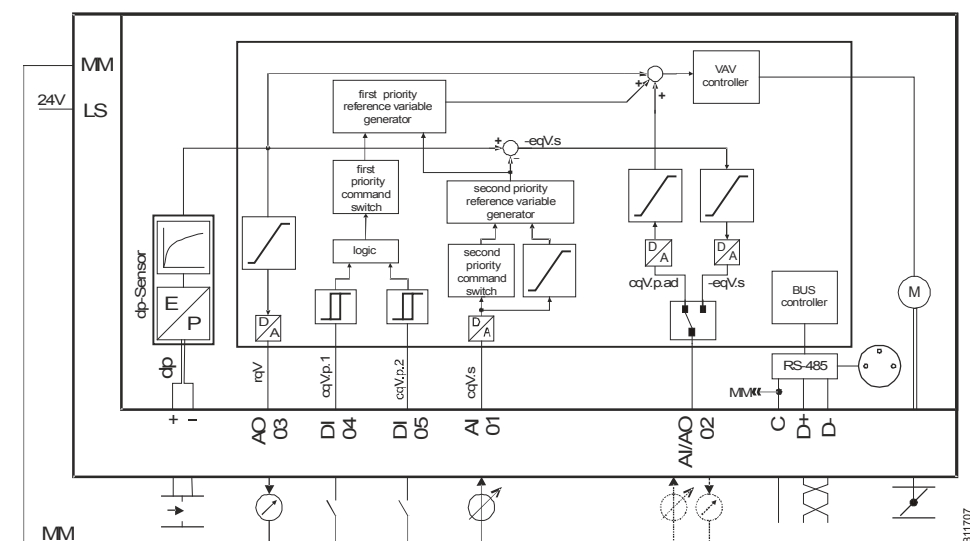 MM
24V
LS
first priority
reference variable
generator
VAV
controller
+
+
+
-eqV.s
–
first
priority
command
switch
second priority
reference variable
generator
dp-Sensor
E
P
logic
second
priority
command
switch
D
A
D
A
cqV.p.ad
-eqV.s
BUS
controller
M
D
A
D
A
RS-485
dp
rqV
cqV.p.1
cqV.p.2
cqV.s
MM
+
–
AO
03
DI
04
DI
05
AI
01
AI/AO
02
C
D+
D-
MM